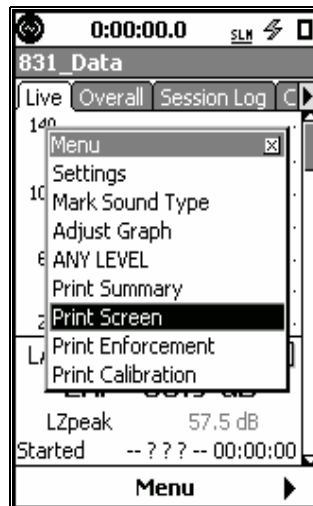 0:00:00.0 SLM
831_Data
Live Overall Session Log
140
Menu
Settings
Mark Sound Type
Adjust Graph
ANY LEVEL
Print Summary
Print Screen
Print Enforcement
Print Calibration
LZpeak 57.5 dB
Started -- ? ? ? -- 00:00:00
Menu